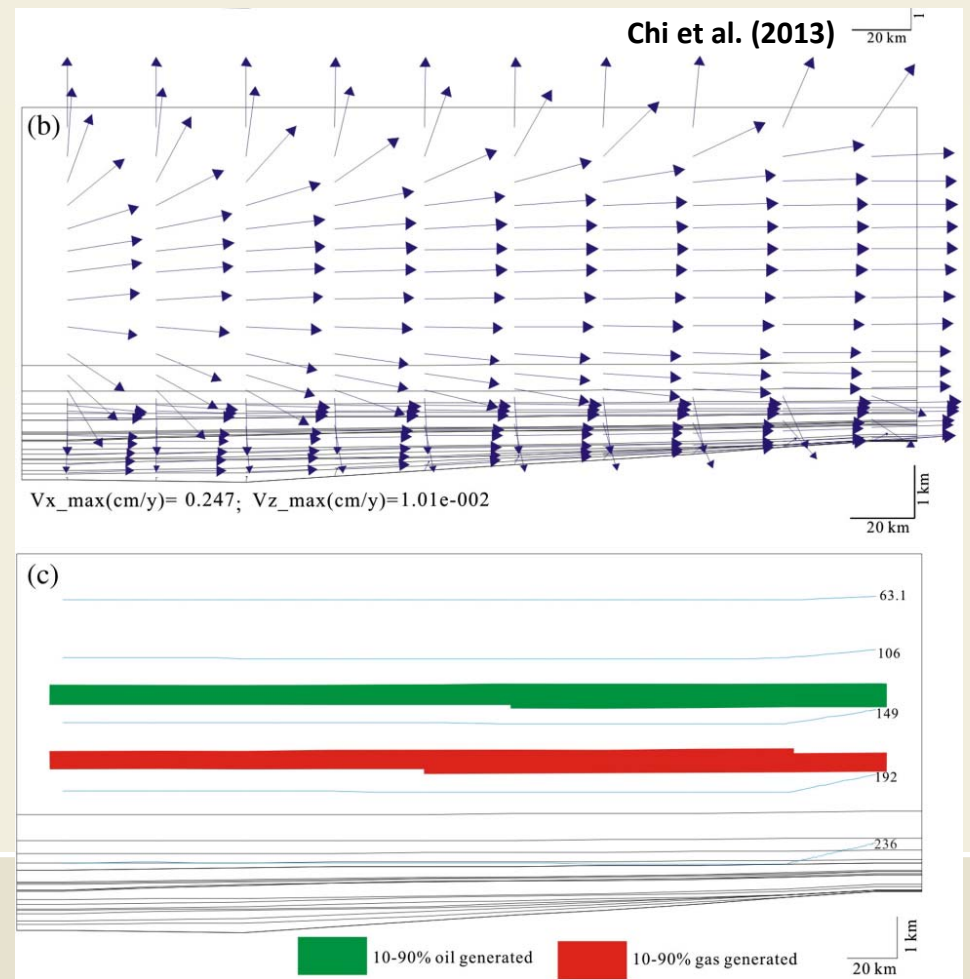 Chi et al. (2013)
1
20 km
(b)
Vx_max(cm/y)= 0.247; Vz_max(cm/y)=1.01e-002
1 km
20 km
(c)
63.1
106
149
192
236
10-90% oil generated
10-90% gas generated
1 km
20 km